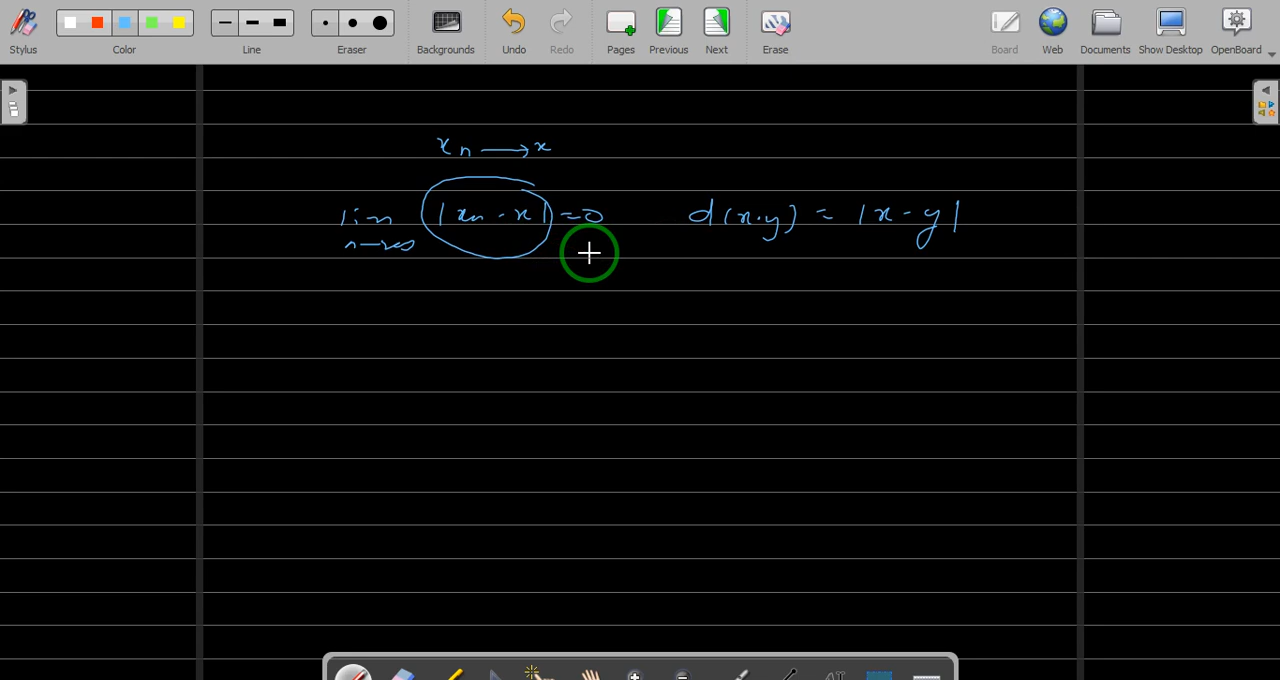 Stylus Color Line Eraser Backgrounds Undo Redo Pages Previous Next Erase Board Web Documents Show Desktop OpenBoard
xₙ ⟶ x
lim n→∞ |xₙ - x| = 0 d(x·y) = |x - y|